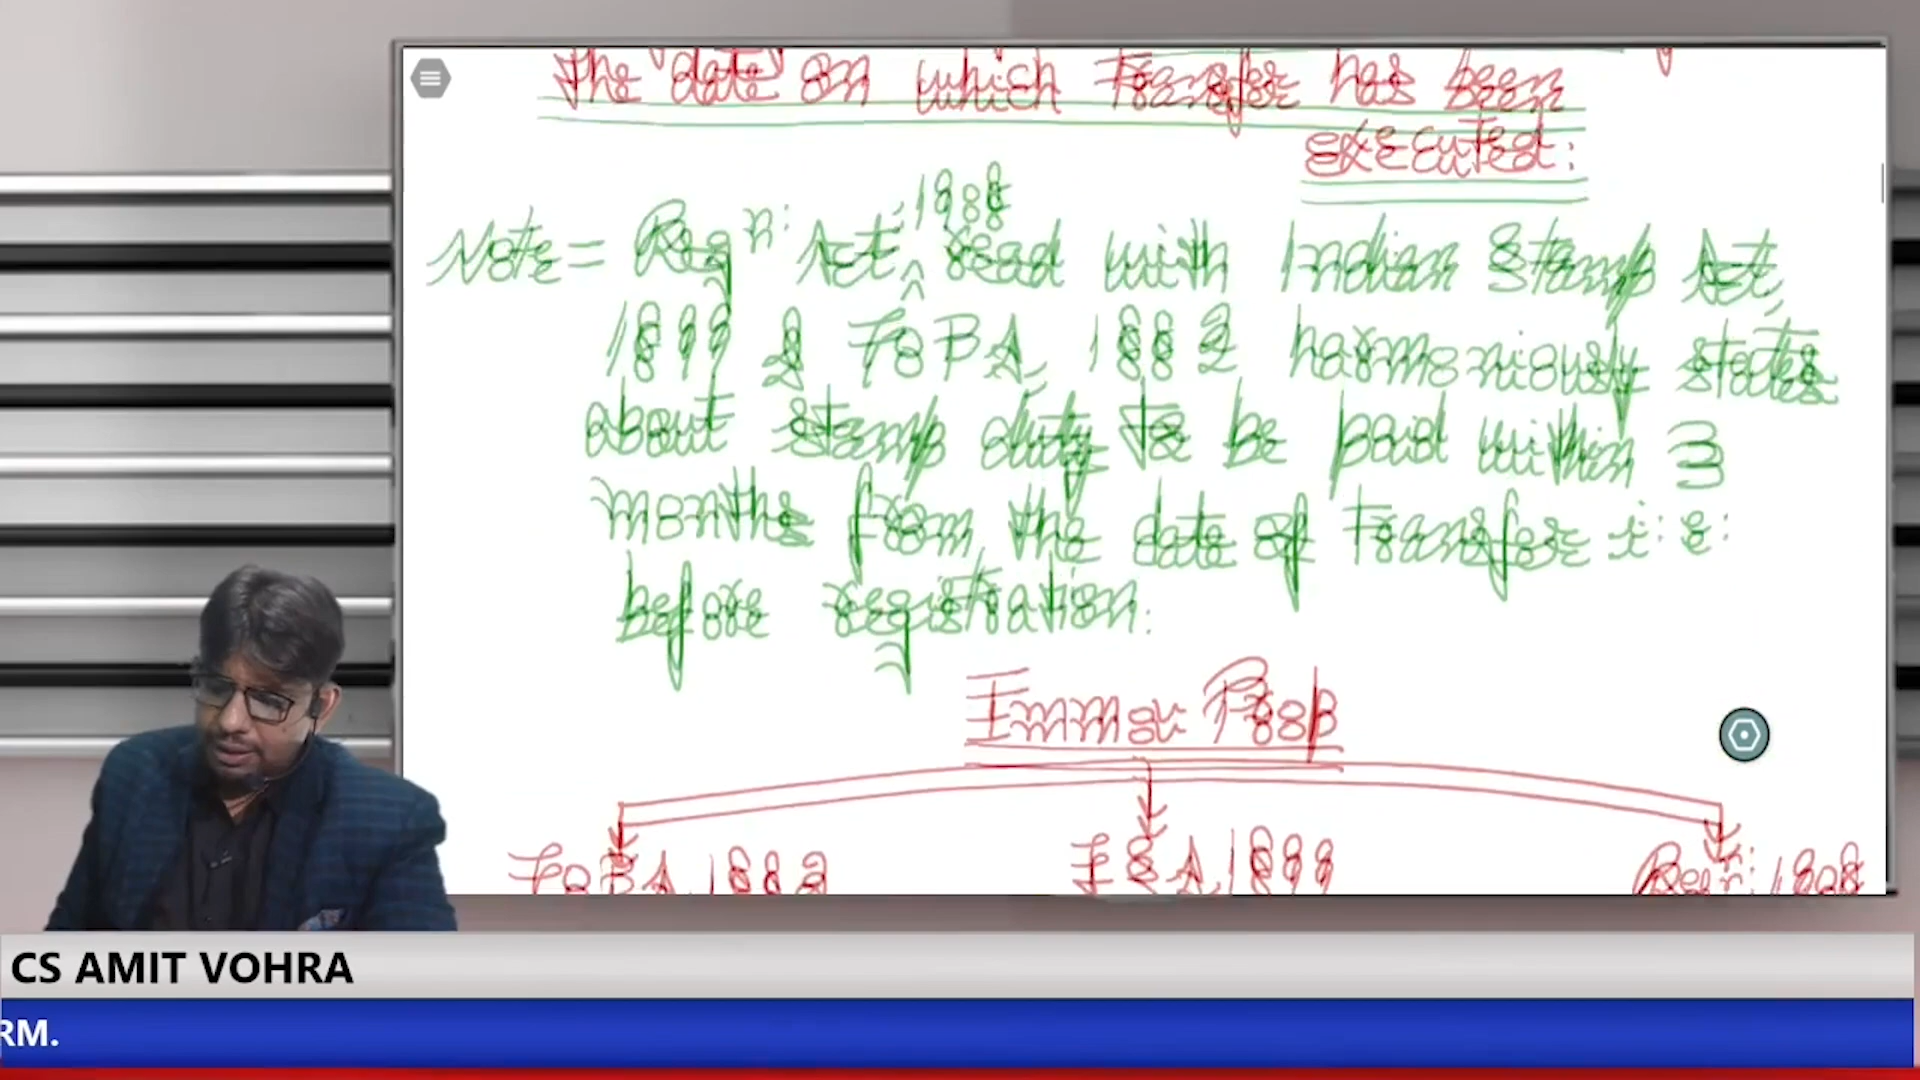 the "date" on which Transfer has been
executed.
1908
Note = Reg n. Act, ^ read with Indian Stamp Act,
1899 & ToPA, 1882 harmoniously states
about stamp duty to be paid within 3
months from the date of Transfer i.e.
before registration.
Immov Prop
ToPA, 1882 ISA, 1899 Reg n. 1908
CS AMIT VOHRA
RM.